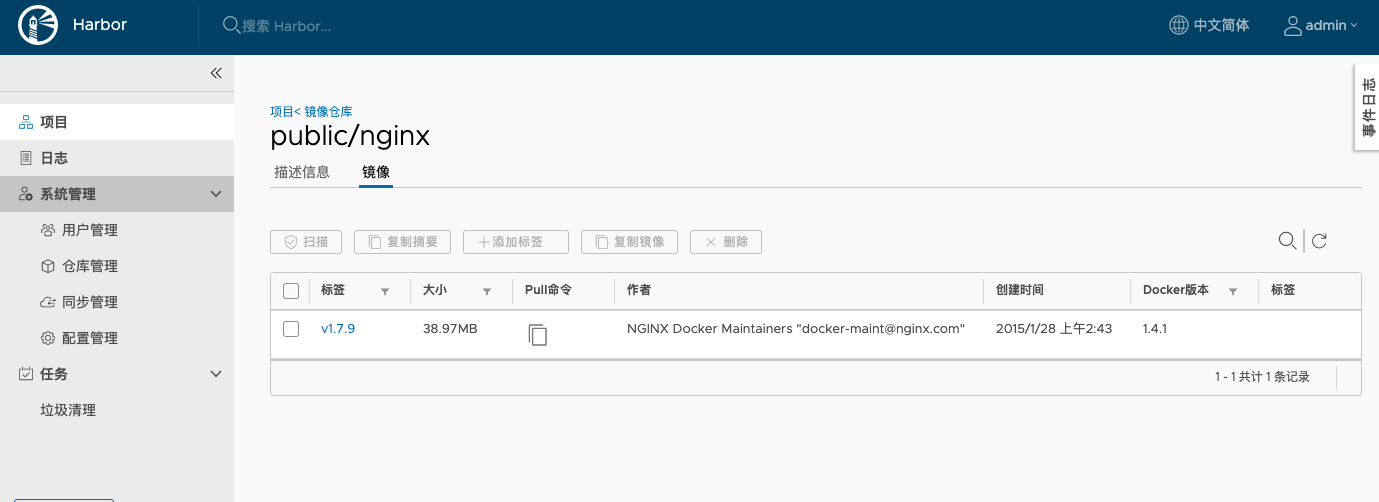 Harbor
搜索 Harbor...
中文简体
admin
事件日志
项目
日志
系统管理
用户管理
仓库管理
同步管理
配置管理
任务
垃圾清理
项目< 镜像仓库
public/nginx
描述信息 镜像
扫描 复制摘要 添加标签 复制镜像 删除
标签 大小 Pull命令 作者 创建时间 Docker版本 标签
v1.7.9 38.97MB NGINX Docker Maintainers "docker-maint@nginx.com" 2015/1/28 上午2:43 1.4.1
1 - 1 共计 1 条记录